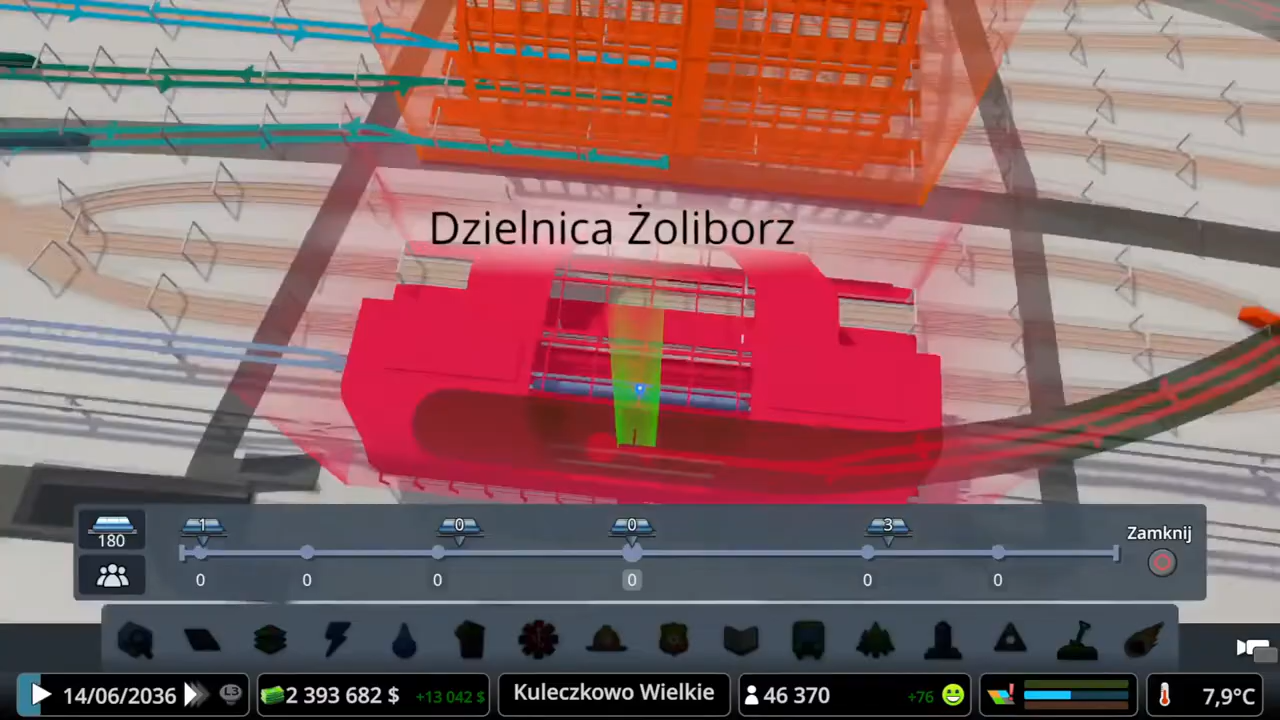 Dzielnica Żoliborz
1
0
0
3
180
Zamknij
0
0
0
0
0
0
14/06/2036
L3
2 393 682 $
+13 042 $
Kuleczkowo Wielkie
46 370
+76
7,9°C